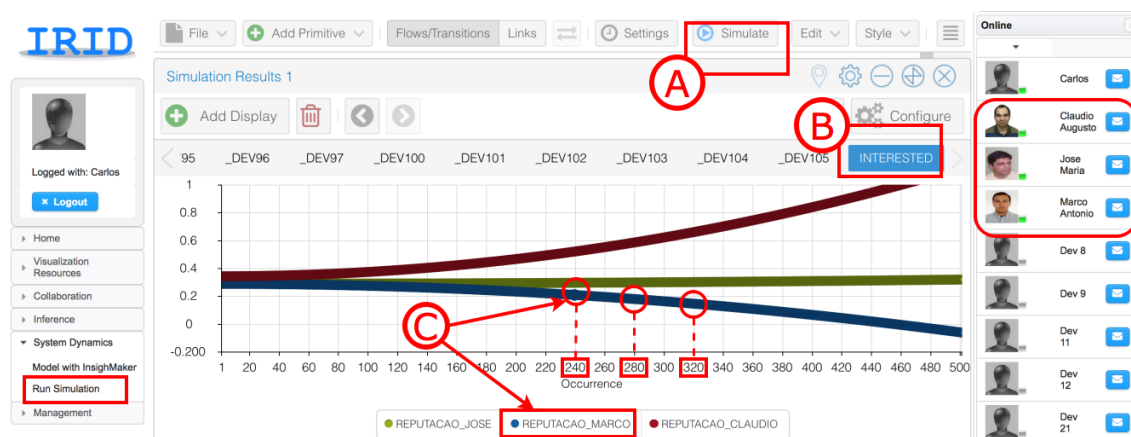 IRID
Logged with: Carlos
× Logout
Home
Visualization
Resources
Collaboration
Inference
System Dynamics
Model with InsighMaker
Run Simulation
Management
File
Add Primitive
Flows/Transitions
Links
Settings
Simulate
Edit
Style
A
Simulation Results 1
Add Display
Configure
B
95 _DEV96 _DEV97 _DEV100 _DEV101 _DEV102 _DEV103 _DEV104 _DEV105 INTERESTED
1
0.8
0.6
0.4
0.2
0
-0.200
C
1 20 40 60 80 100 120 140 160 180 200 220 240 260 280 300 320 340 360 380 400 420 440 460 480 500
Occurrence
REPUTACAO_JOSE REPUTACAO_MARCO REPUTACAO_CLAUDIO
Online
Carlos
Claudio
Augusto
Jose
Maria
Marco
Antonio
Dev 8
Dev 9
Dev
11
Dev
12
Dev
21